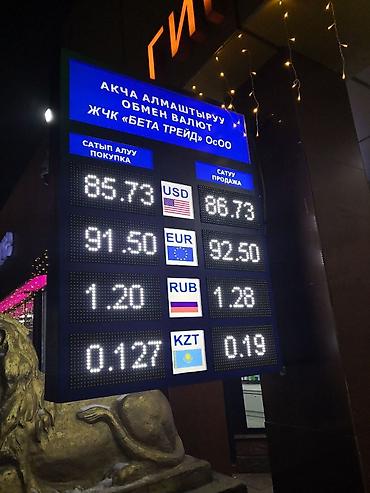 ГИ
АКЧА АЛМАШТЫРУУ
ОБМЕН ВАЛЮТ
ЖЧК «БЕТА ТРЕЙД» ОсОО
САТЫП АЛУУ
ПОКУПКА
САТУУ
ПРОДАЖА
85.73 USD 86.73
91.50 EUR 92.50
1.20 RUB 1.28
0.127 KZT 0.19